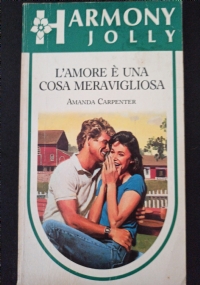 HARMONY
JOLLY
L'AMORE È UNA
COSA MERAVIGLIOSA
AMANDA CARPENTER